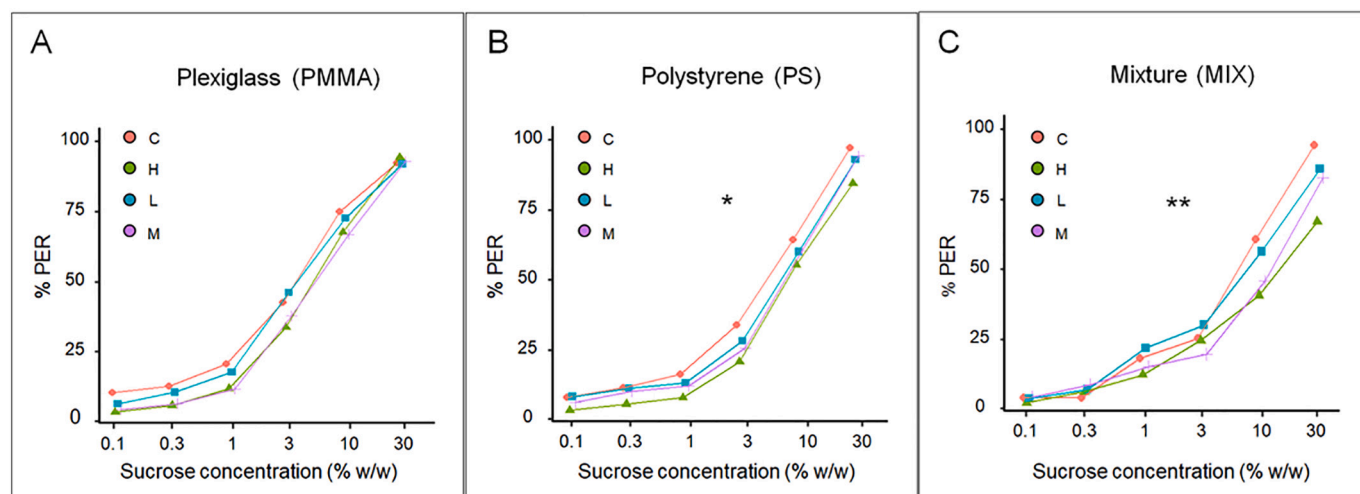 A
Plexiglass (PMMA)
C
H
L
M
100
75
50
25
0
% PER
0.1 0.3 1 3 10 30
Sucrose concentration (% w/w)
B
Polystyrene (PS)
C
H
L
M
*
100
75
50
25
0
% PER
0.1 0.3 1 3 10 30
Sucrose concentration (% w/w)
C
Mixture (MIX)
C
H
L
M
**
100
75
50
25
0
% PER
0.1 0.3 1 3 10 30
Sucrose concentration (% w/w)